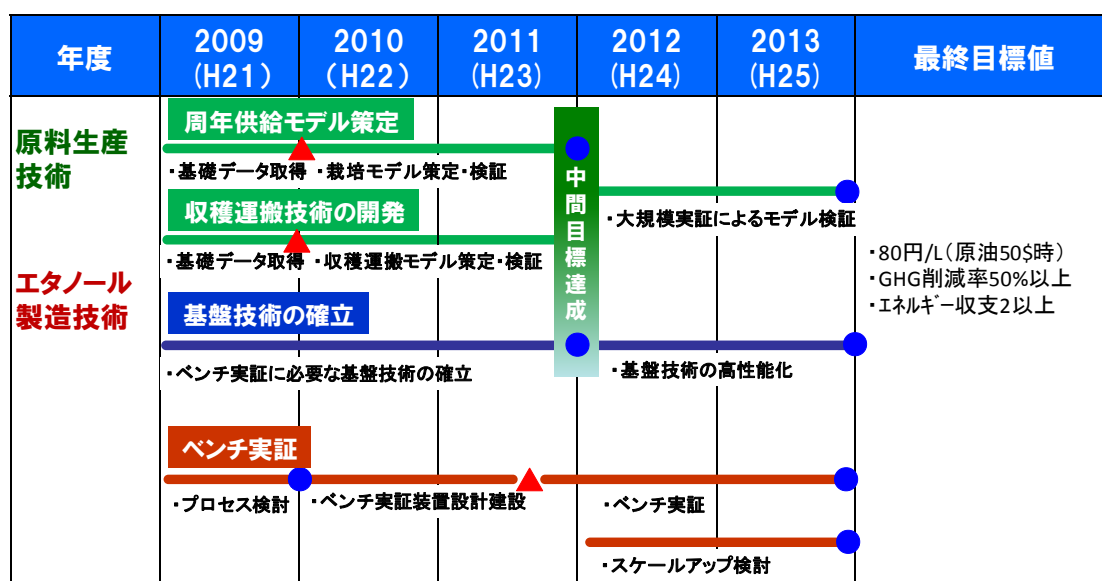 年度
2009
(H21)
2010
(H22)
2011
(H23)
2012
(H24)
2013
(H25)
最終目標値
原料生産
技術
周年供給モデル策定
・基礎データ取得
・栽培モデル策定・検証
収穫運搬技術の開発
・基礎データ取得
・収穫運搬モデル策定・検証
中間目標達成
・大規模実証によるモデル検証
・80円/L(原油50$時)
・GHG削減率50%以上
・エネルギー収支2以上
エタノール
製造技術
基盤技術の確立
・ベンチ実証に必要な基盤技術の確立
・基盤技術の高性能化
ベンチ実証
・プロセス検討
・ベンチ実証装置設計建設
・ベンチ実証
・スケールアップ検討